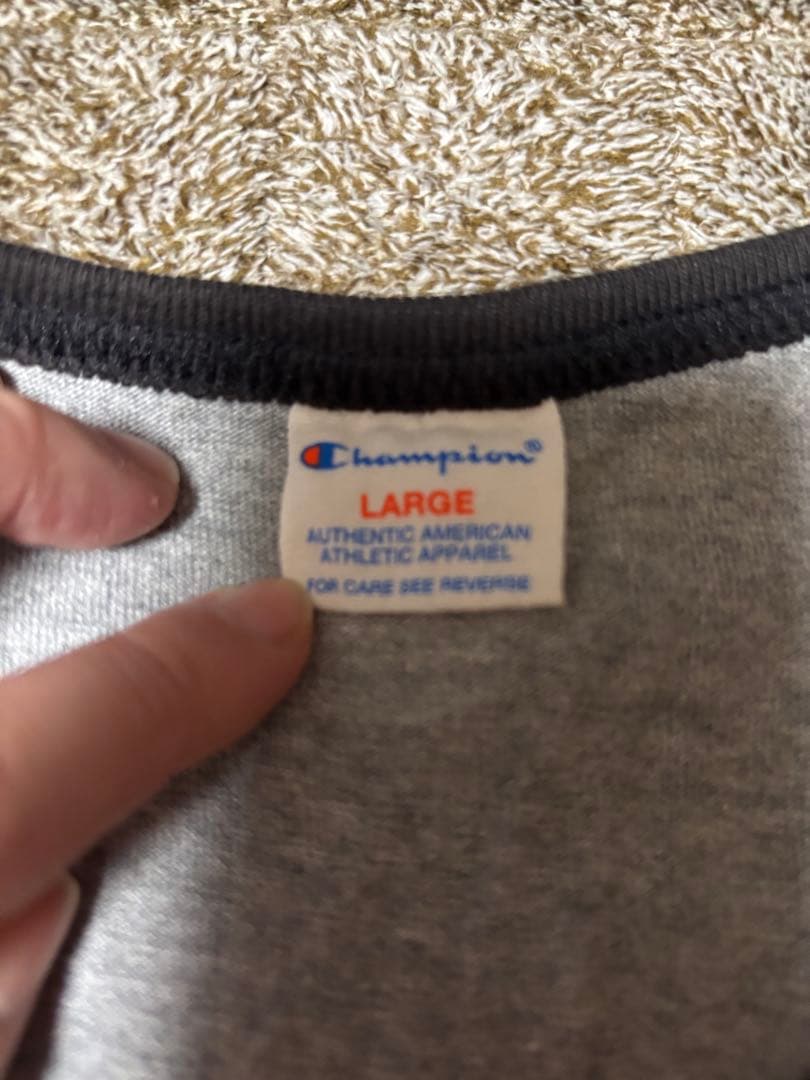 Champion®
LARGE
AUTHENTIC AMERICAN
ATHLETIC APPAREL
FOR CARE SEE REVERSE